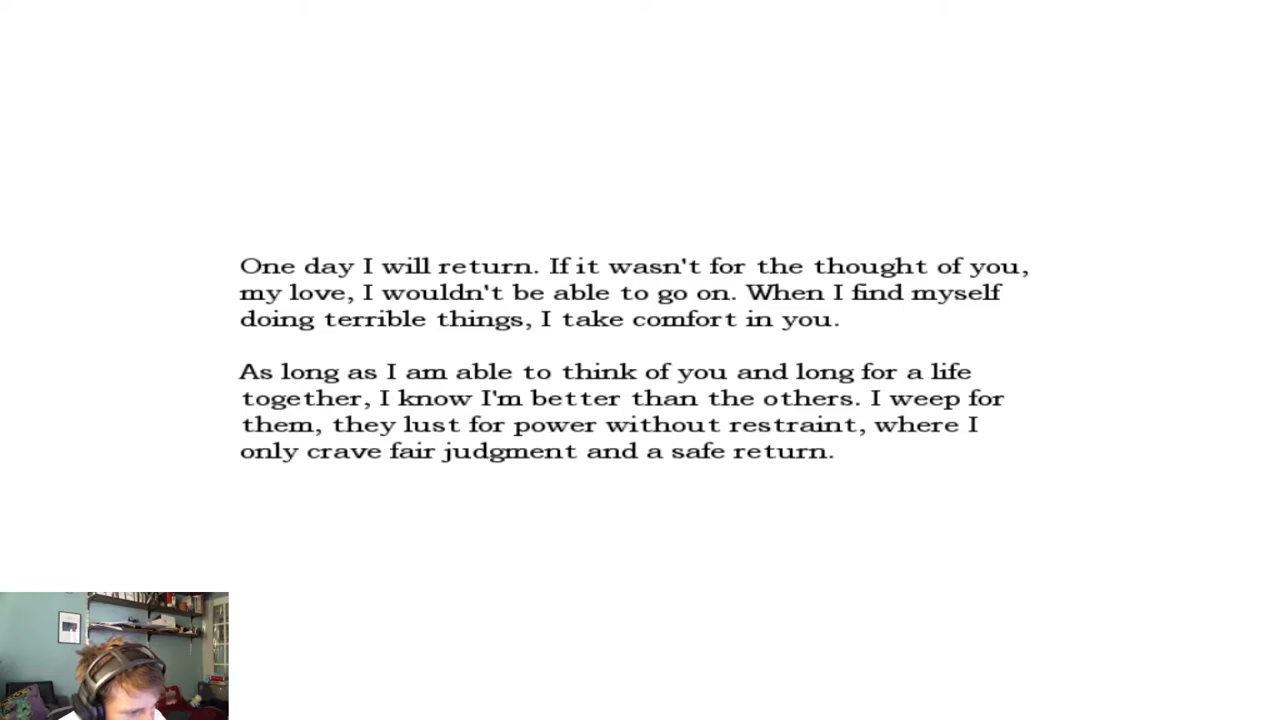 One day I will return. If it wasn't for the thought of you,
my love, I wouldn't be able to go on. When I find myself
doing terrible things, I take comfort in you.
As long as I am able to think of you and long for a life
together, I know I'm better than the others. I weep for
them, they lust for power without restraint, where I
only crave fair judgment and a safe return.